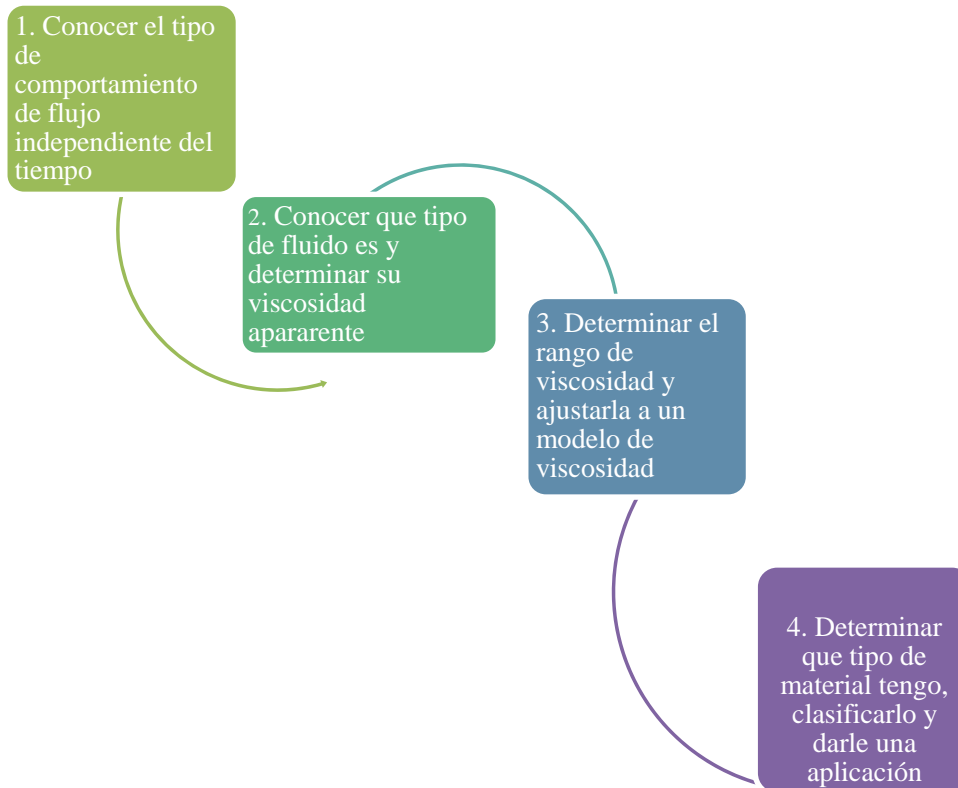 1. Conocer el tipo
de
comportamiento
de flujo
independiente del
tiempo
2. Conocer que tipo
de fluido es y
determinar su
viscosidad
apararente
3. Determinar el
rango de
viscosidad y
ajustarla a un
modelo de
viscosidad
4. Determinar
que tipo de
material tengo,
clasificarlo y
darle una
aplicación